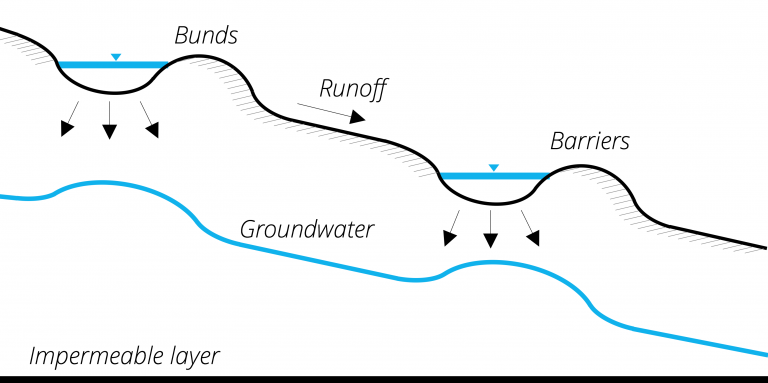 Bunds
Runoff
Barriers
Groundwater
Impermeable layer